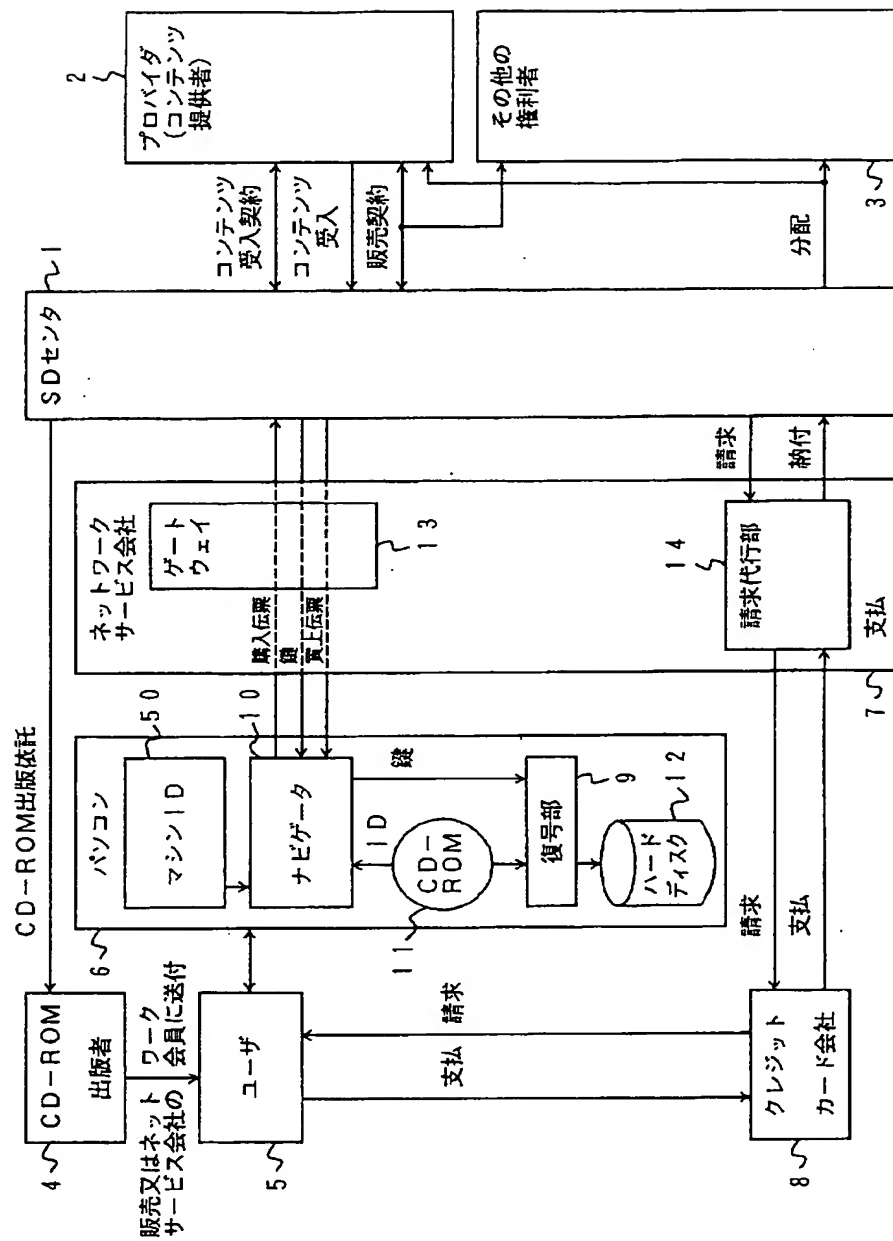 CD-ROM
出版者
4
CD-ROM出版依託
SDセンタ
1
プロバイダ
(コンテンツ
提供者)
2
コンテンツ
受入契約
コンテンツ
受入
販売契約
その他の
権利者
3
分配
販売又はネットワーク
サービス会社の会員に送付
ユーザ
5
パソコン
6
マシンID
50
ナビゲータ
10
ID
CD-
ROM
11
鍵
復号部
9
ハード
ディスク
12
ネットワーク
サービス会社
ゲート
ウェイ
13
購入伝票
鍵
買上伝票
請求代行部
14
請求
納付
支払
7
請求
支払
クレジット
カード会社
8
支払
請求